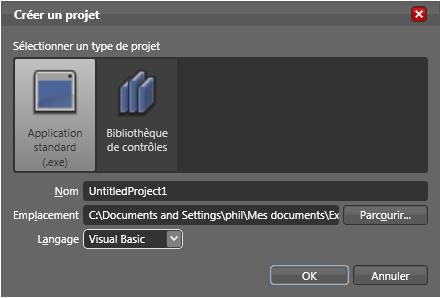 Créer un projet
Sélectionner un type de projet
Application
standard
(.exe)
Bibliothèque
de contrôles
Nom
UntitledProject1
Emplacement
C:\Documents and Settings\phil\Mes documents\Ex
Parcourir...
Langage
Visual Basic
OK
Annuler